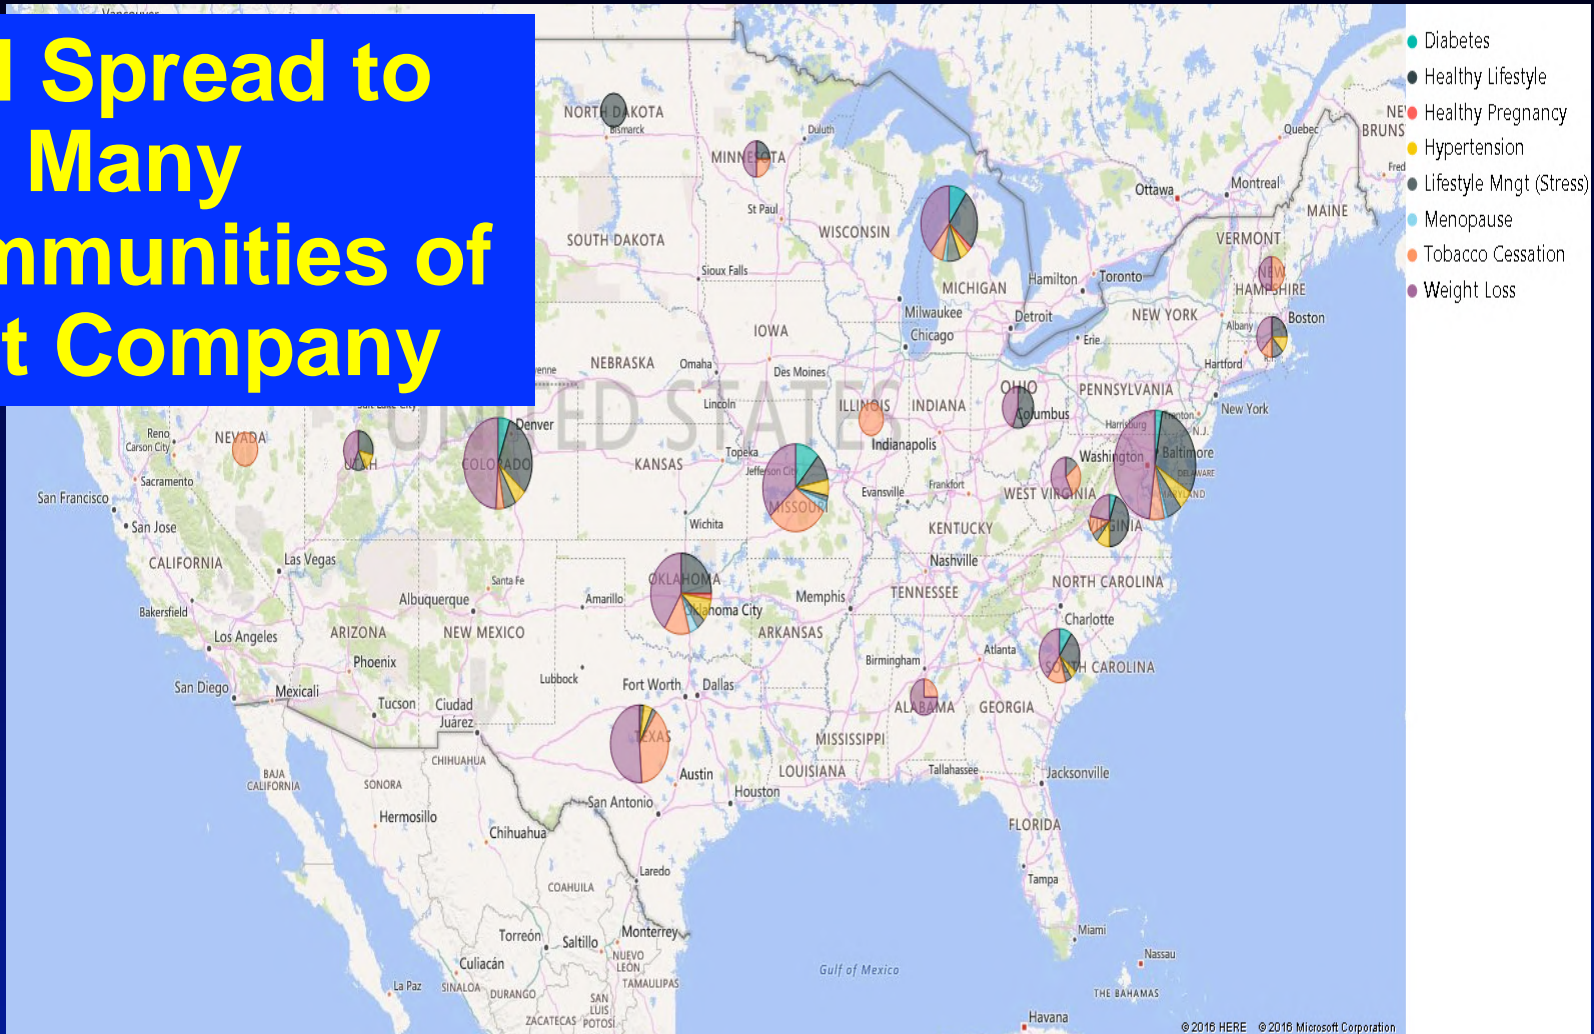 l Spread to
Many
mmunities of
t Company
Diabetes
Healthy Lifestyle
Healthy Pregnancy
Hypertension
Lifestyle Mngt (Stress)
Menopause
Tobacco Cessation
Weight Loss
Vancouver
NORTH DAKOTA
Bismarck
Duluth
MINNESOTA
St Paul
WISCONSIN
SOUTH DAKOTA
Sioux Falls
MICHIGAN
Milwaukee
Chicago
Detroit
Hamilton
Toronto
Ottawa
Montreal
Quebec
NEW
BRUNS
Fred
MAINE
VERMONT
NEW
HAMPSHIRE
NEW YORK
Albany
Boston
Hartford
R.I.
Erie
IOWA
Des Moines
NEBRASKA
Omaha
Lincoln
UNITED STATES
ILLINOIS
INDIANA
Indianapolis
OHIO
Columbus
PENNSYLVANIA
Harrisburg
Trenton
N.J.
New York
Washington
Baltimore
DELAWARE
MARYLAND
WEST VIRGINIA
VIRGINIA
enne
Salt Lake City
Reno
Carson City
NEVADA
UTAH
Denver
COLORADO
KANSAS
Topeka
Jefferson City
MISSOURI
Evansville
Frankfort
KENTUCKY
Sacramento
San Francisco
San Jose
CALIFORNIA
Las Vegas
Wichita
Nashville
TENNESSEE
NORTH CAROLINA
Charlotte
Bakersfield
Los Angeles
Santa Fe
Albuquerque
ARIZONA
NEW MEXICO
Amarillo
OKLAHOMA
Oklahoma City
ARKANSAS
Memphis
Birmingham
Atlanta
SOUTH CAROLINA
Phoenix
San Diego
Mexicali
Tucson
Ciudad
Juárez
Lubbock
Fort Worth
Dallas
ALABAMA
GEORGIA
MISSISSIPPI
TEXAS
LOUISIANA
Tallahassee
Jacksonville
Austin
Houston
San Antonio
BAJA
CALIFORNIA
SONORA
CHIHUAHUA
Hermosillo
Chihuahua
FLORIDA
Tampa
Miami
Laredo
COAHUILA
Torreón
Saltillo
Monterrey
NUEVO
LEÓN
TAMAULIPAS
Culiacán
La Paz
SINALOA
DURANGO
SAN
LUIS
POTOSÍ
ZACATECAS
Gulf of Mexico
Nassau
THE BAHAMAS
Havana
© 2016 HERE © 2016 Microsoft Corporation